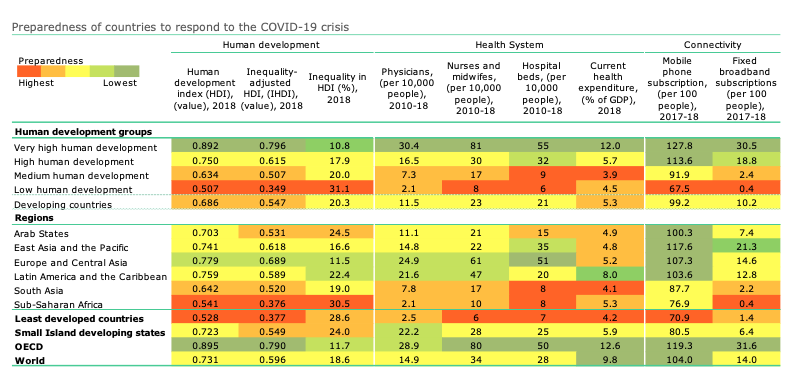 Preparedness of countries to respond to the COVID-19 crisis
Human development Health System Connectivity
Preparedness
Highest Lowest
Human development index (HDI) (value), 2018
Inequality-adjusted HDI, (IHDI), (value), 2018
Inequality in HDI (%), 2018
Physicians, (per 10,000 people), 2010-18
Nurses and midwifes, (per 10,000 people), 2010-18
Hospital beds, (per 10,000 people), 2010-18
Current health expenditure, (% of GDP), 2018
Mobile phone subscription, (per 100 people), 2017-18
Fixed broadband subscriptions (per 100 people), 2017-18
Human development groups
Very high human development 0.892 0.796 10.8 30.4 81 55 12.0 127.8 30.5
High human development 0.750 0.615 17.9 16.5 30 32 5.7 113.6 18.8
Medium human development 0.634 0.507 20.0 7.3 17 9 3.9 91.9 2.4
Low human development 0.507 0.349 31.1 2.1 8 6 4.5 67.5 0.4
Developing countries 0.686 0.547 20.3 11.5 23 21 5.3 99.2 10.2
Regions
Arab States 0.703 0.531 24.5 11.1 21 15 4.9 100.3 7.4
East Asia and the Pacific 0.741 0.618 16.6 14.8 22 35 4.8 117.6 21.3
Europe and Central Asia 0.779 0.689 11.5 24.9 61 51 5.2 107.3 14.6
Latin America and the Caribbean 0.759 0.589 22.4 21.6 47 20 8.0 103.6 12.8
South Asia 0.642 0.520 19.0 7.8 17 8 4.1 87.7 2.2
Sub-Saharan Africa 0.541 0.376 30.5 2.1 10 8 5.3 76.9 0.4
Least developed countries 0.528 0.377 28.6 2.5 6 7 4.2 70.9 1.4
Small Island developing states 0.723 0.549 24.0 22.2 28 25 5.9 80.5 6.4
OECD 0.895 0.790 11.7 28.9 80 50 12.6 119.3 31.6
World 0.731 0.596 18.6 14.9 34 28 9.8 104.0 14.0